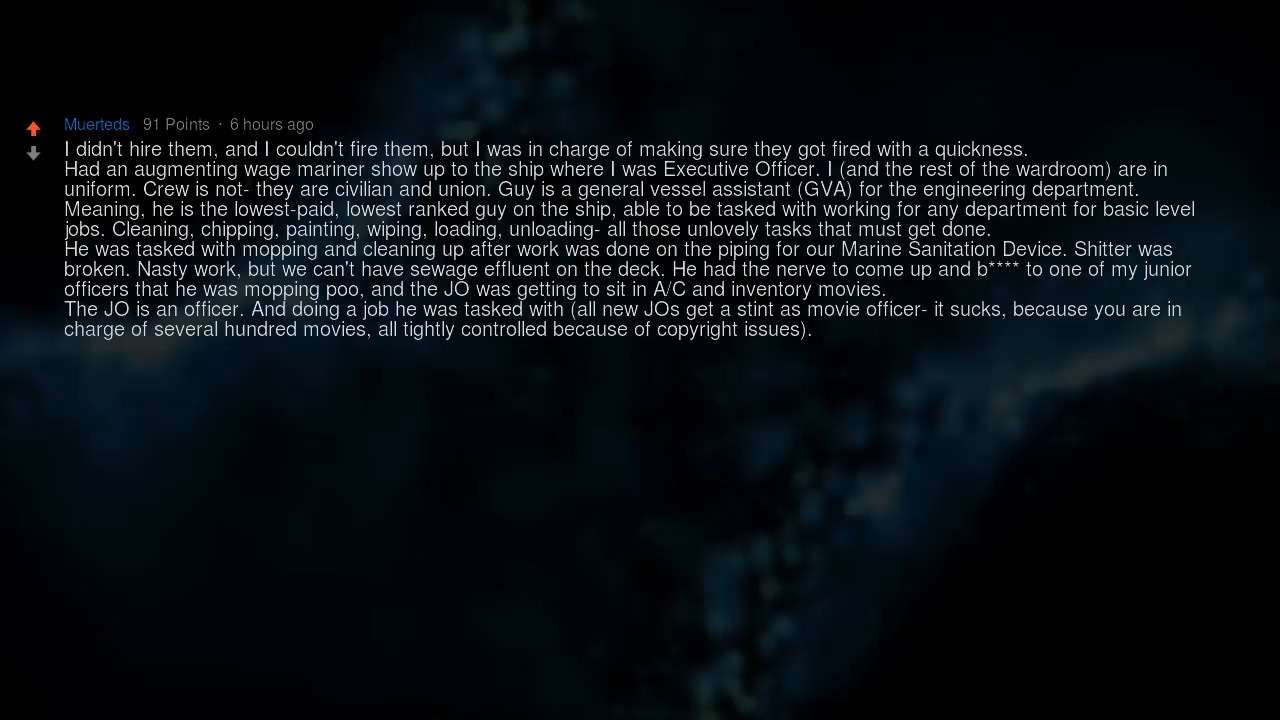 Muerteds 91 Points · 6 hours ago
I didn't hire them, and I couldn't fire them, but I was in charge of making sure they got fired with a quickness.
Had an augmenting wage mariner show up to the ship where I was Executive Officer. I (and the rest of the wardroom) are in
uniform. Crew is not- they are civilian and union. Guy is a general vessel assistant (GVA) for the engineering department.
Meaning, he is the lowest-paid, lowest ranked guy on the ship, able to be tasked with working for any department for basic level
jobs. Cleaning, chipping, painting, wiping, loading, unloading- all those unlovely tasks that must get done.
He was tasked with mopping and cleaning up after work was done on the piping for our Marine Sanitation Device. Shitter was
broken. Nasty work, but we can't have sewage effluent on the deck. He had the nerve to come up and b**** to one of my junior
officers that he was mopping poo, and the JO was getting to sit in A/C and inventory movies.
The JO is an officer. And doing a job he was tasked with (all new JOs get a stint as movie officer- it sucks, because you are in
charge of several hundred movies, all tightly controlled because of copyright issues).